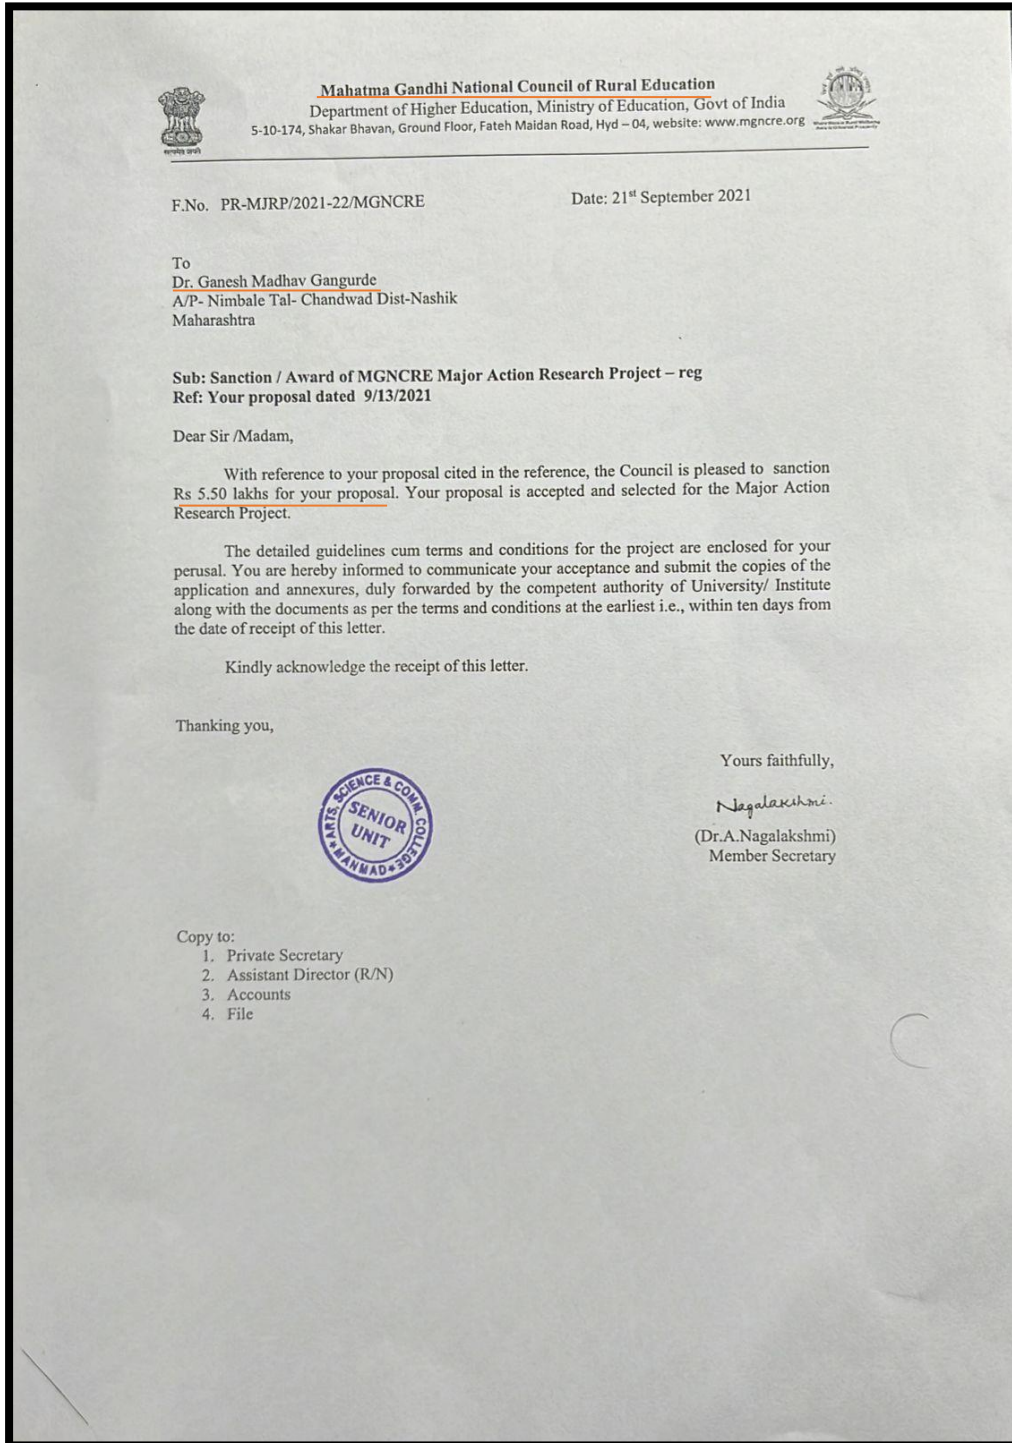 Mahatma Gandhi National Council of Rural Education
Department of Higher Education, Ministry of Education, Govt of India
5-10-174, Shakar Bhavan, Ground Floor, Fateh Maidan Road, Hyd – 04, website: www.mgncre.org
सत्यमेव जयते
F.No. PR-MJRP/2021-22/MGNCRE
Date: 21st September 2021
To
Dr. Ganesh Madhav Gangurde
A/P- Nimbale Tal- Chandwad Dist-Nashik
Maharashtra
Sub: Sanction / Award of MGNCRE Major Action Research Project – reg
Ref: Your proposal dated 9/13/2021
Dear Sir /Madam,
With reference to your proposal cited in the reference, the Council is pleased to sanction
Rs 5.50 lakhs for your proposal. Your proposal is accepted and selected for the Major Action
Research Project.
The detailed guidelines cum terms and conditions for the project are enclosed for your
perusal. You are hereby informed to communicate your acceptance and submit the copies of the
application and annexures, duly forwarded by the competent authority of University/ Institute
along with the documents as per the terms and conditions at the earliest i.e., within ten days from
the date of receipt of this letter.
Kindly acknowledge the receipt of this letter.
Thanking you,
Yours faithfully,
Nagalakshmi.
(Dr.A.Nagalakshmi)
Member Secretary
ARTS, SCIENCE & COMM. COLLEGE
SENIOR
UNIT
MANMAD
Copy to:
1. Private Secretary
2. Assistant Director (R/N)
3. Accounts
4. File